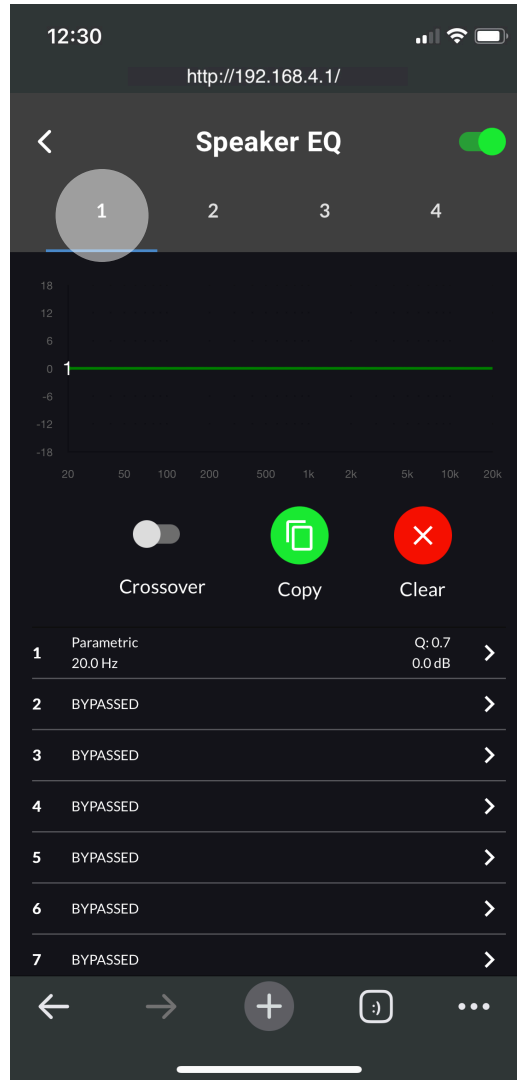 12:30
http://192.168.4.1/
Speaker EQ
1 2 3 4
18
12
6
0 1
-6
-12
-18
20 50 100 200 500 1k 2k 5k 10k 20k
Crossover Copy Clear
1 Parametric Q: 0.7
20.0 Hz 0.0 dB
2 BYPASSED
3 BYPASSED
4 BYPASSED
5 BYPASSED
6 BYPASSED
7 BYPASSED
:)